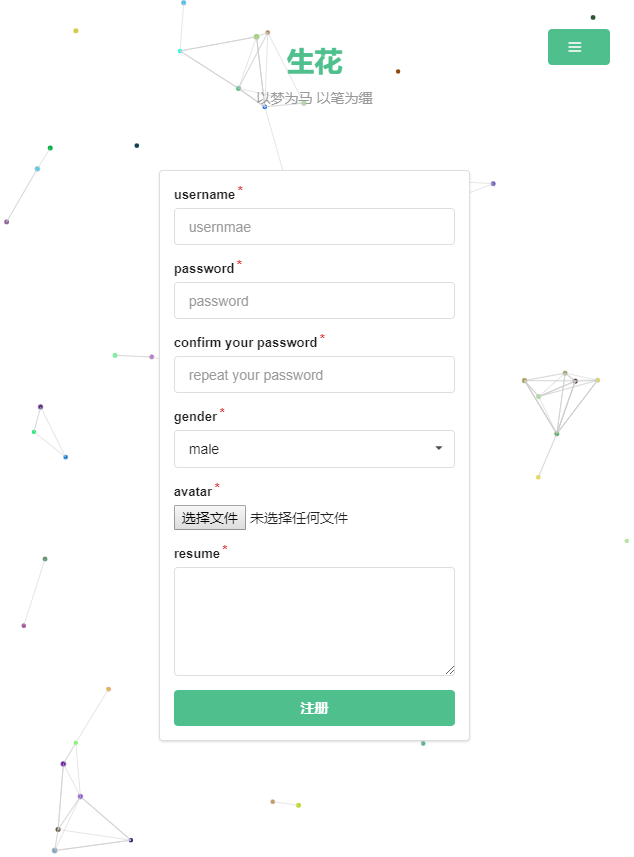 生花
以梦为马 以笔为缰
username *
usernmae
password *
password
confirm your password *
repeat your password
gender *
male
avatar *
选择文件 未选择任何文件
resume *
注册